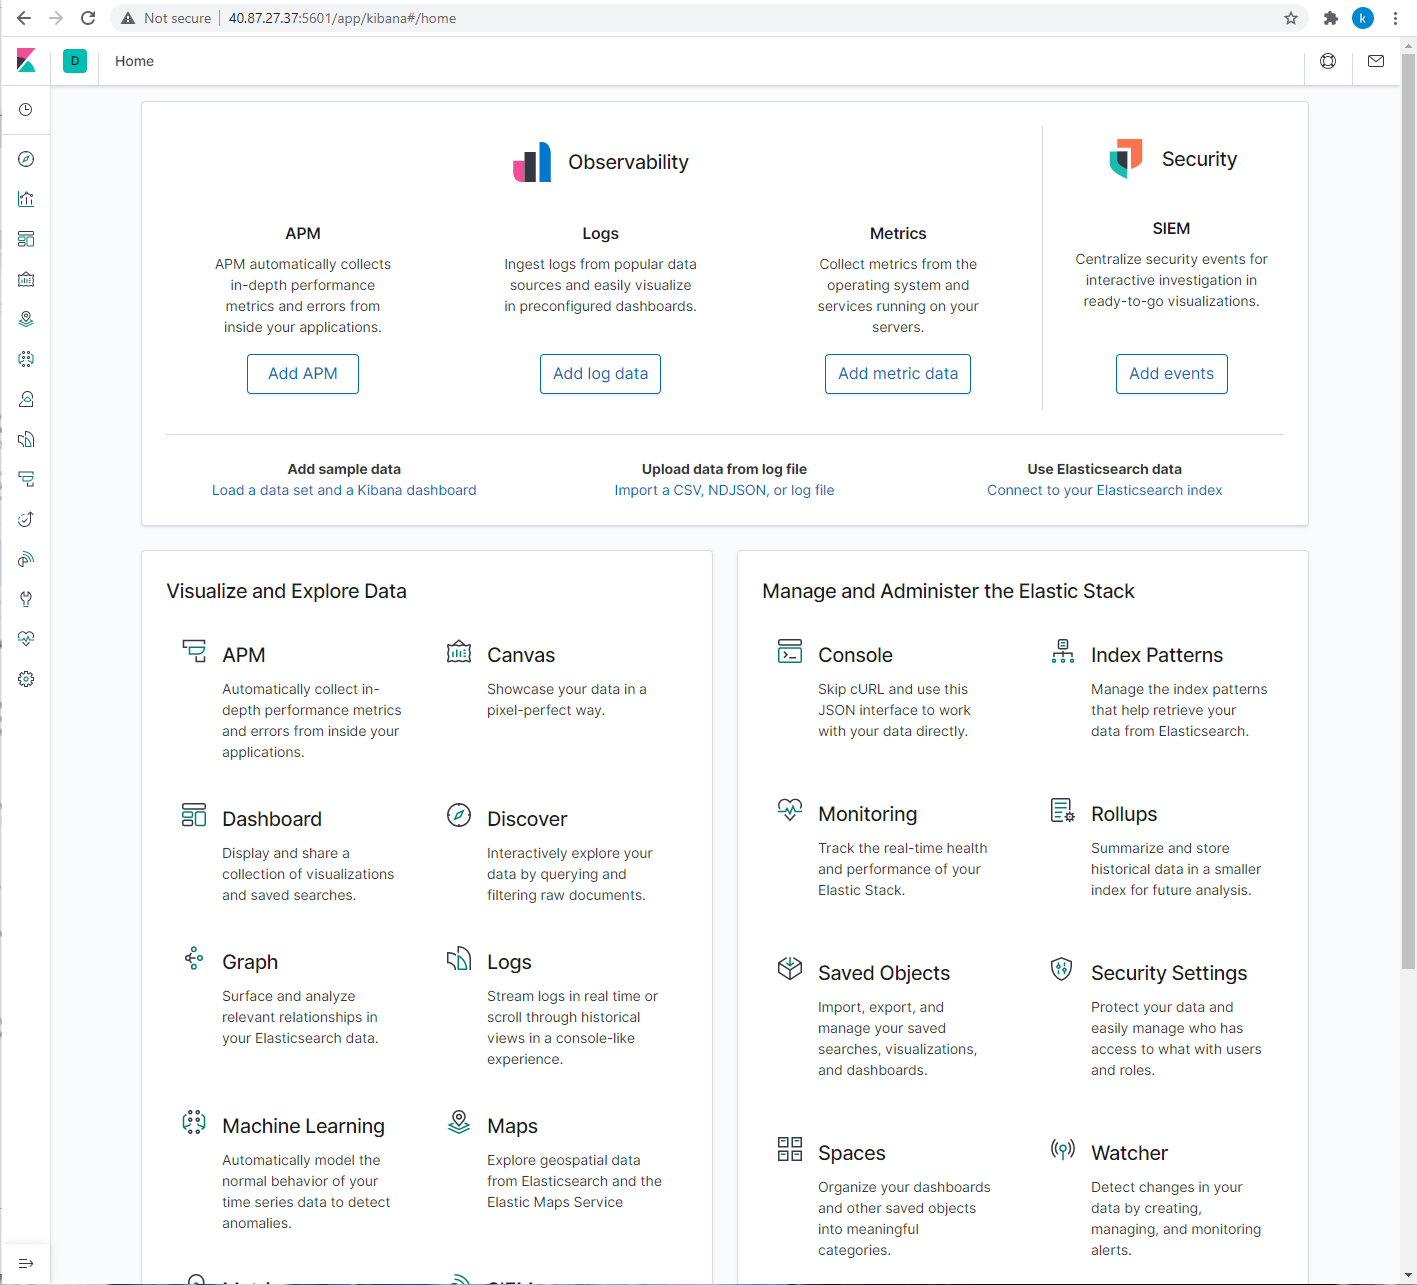 Not secure
40.87.27.37:5601/app/kibana#/home
k
D
Home
Observability
APM
APM automatically collects
in-depth performance
metrics and errors from
inside your applications.
Add APM
Logs
Ingest logs from popular data
sources and easily visualize
in preconfigured dashboards.
Add log data
Metrics
Collect metrics from the
operating system and
services running on your
servers.
Add metric data
Security
SIEM
Centralize security events for
interactive investigation in
ready-to-go visualizations.
Add events
Add sample data
Load a data set and a Kibana dashboard
Upload data from log file
Import a CSV, NDJSON, or log file
Use Elasticsearch data
Connect to your Elasticsearch index
Visualize and Explore Data
APM
Automatically collect in-
depth performance metrics
and errors from inside your
applications.
Canvas
Showcase your data in a
pixel-perfect way.
Dashboard
Display and share a
collection of visualizations
and saved searches.
Discover
Interactively explore your
data by querying and
filtering raw documents.
Graph
Surface and analyze
relevant relationships in
your Elasticsearch data.
Logs
Stream logs in real time or
scroll through historical
views in a console-like
experience.
Machine Learning
Automatically model the
normal behavior of your
time series data to detect
anomalies.
Maps
Explore geospatial data
from Elasticsearch and the
Elastic Maps Service
Manage and Administer the Elastic Stack
Console
Skip cURL and use this
JSON interface to work
with your data directly.
Index Patterns
Manage the index patterns
that help retrieve your
data from Elasticsearch.
Monitoring
Track the real-time health
and performance of your
Elastic Stack.
Rollups
Summarize and store
historical data in a smaller
index for future analysis.
Saved Objects
Import, export, and
manage your saved
searches, visualizations,
and dashboards.
Security Settings
Protect your data and
easily manage who has
access to what with users
and roles.
Spaces
Organize your dashboards
and other saved objects
into meaningful
categories.
Watcher
Detect changes in your
data by creating,
managing, and monitoring
alerts.